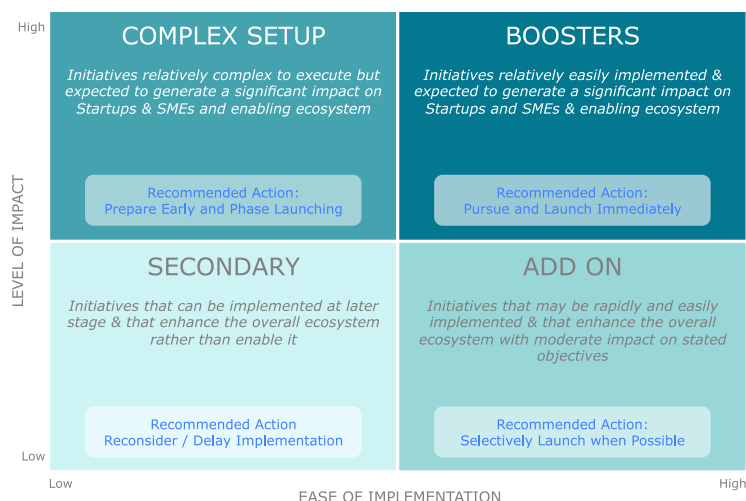 High
COMPLEX SETUP
Initiatives relatively complex to execute but
expected to generate a significant impact on
Startups & SMEs and enabling ecosystem
Recommended Action:
Prepare Early and Phase Launching
BOOSTERS
Initiatives relatively easily implemented &
expected to generate a significant impact on
Startups and SMEs & enabling ecosystem
Recommended Action:
Pursue and Launch Immediately
LEVEL OF IMPACT
SECONDARY
Initiatives that can be implemented at later
stage & that enhance the overall ecosystem
rather than enable it
Recommended Action
Reconsider / Delay Implementation
ADD ON
Initiatives that may be rapidly and easily
implemented & that enhance the overall
ecosystem with moderate impact on stated
objectives
Recommended Action:
Selectively Launch when Possible
Low
Low
High
EASE OF IMPLEMENTATION